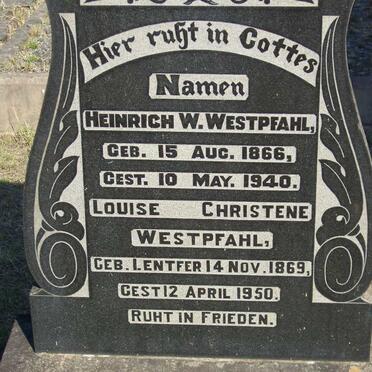 Hier ruht in Gottes
Namen
HEINRICH W. WESTPFAHL,
GEB. 15 AUG. 1866,
GEST. 10 MAY. 1940.
LOUISE CHRISTENE
WESTPFAHL,
GEB. LENTFER 14 NOV. 1869,
GEST 12 APRIL 1950.
RUHT IN FRIEDEN.